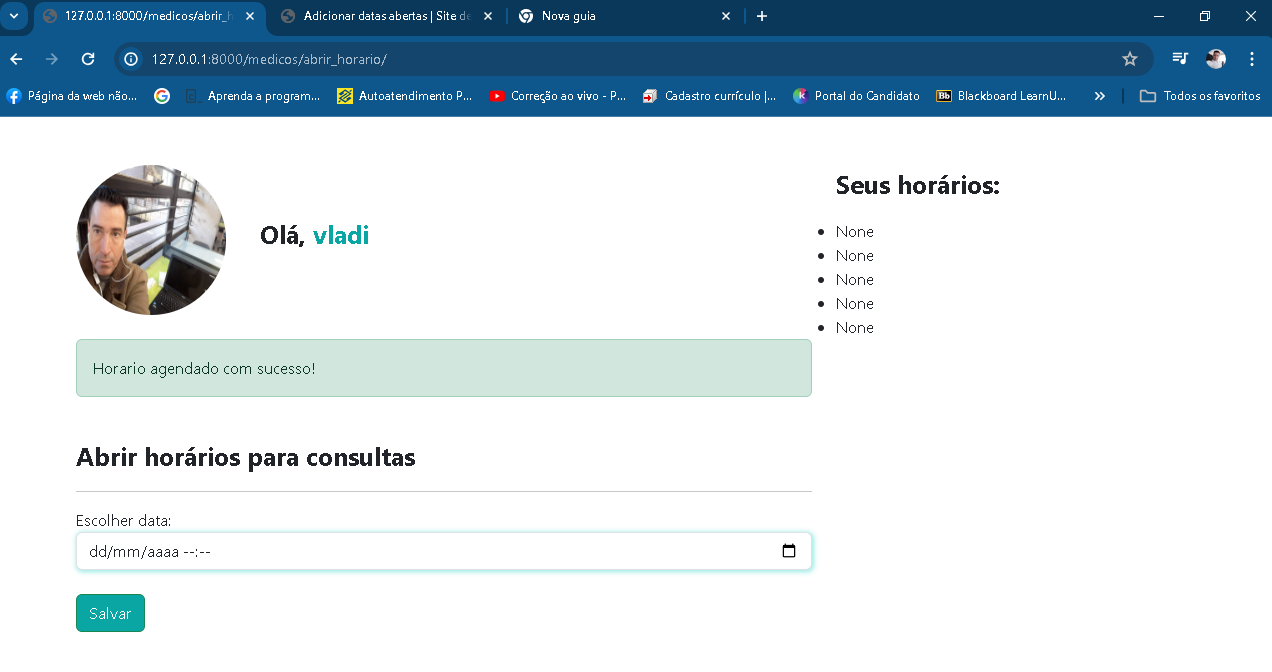 127.0.0.1:8000/medicos/abrir_h
Adicionar datas abertas | Site de
Nova guia
127.0.0.1:8000/medicos/abrir_horario/
Página da web não...
Aprenda a program...
Autoatendimento P...
Correção ao vivo - P...
Cadastro currículo |...
Portal do Candidato
Bb Blackboard LearnU...
Todos os favoritos
Olá, vladi
Horario agendado com sucesso!
Abrir horários para consultas
Escolher data:
dd/mm/aaaa --:--
Salvar
Seus horários:
None
None
None
None
None